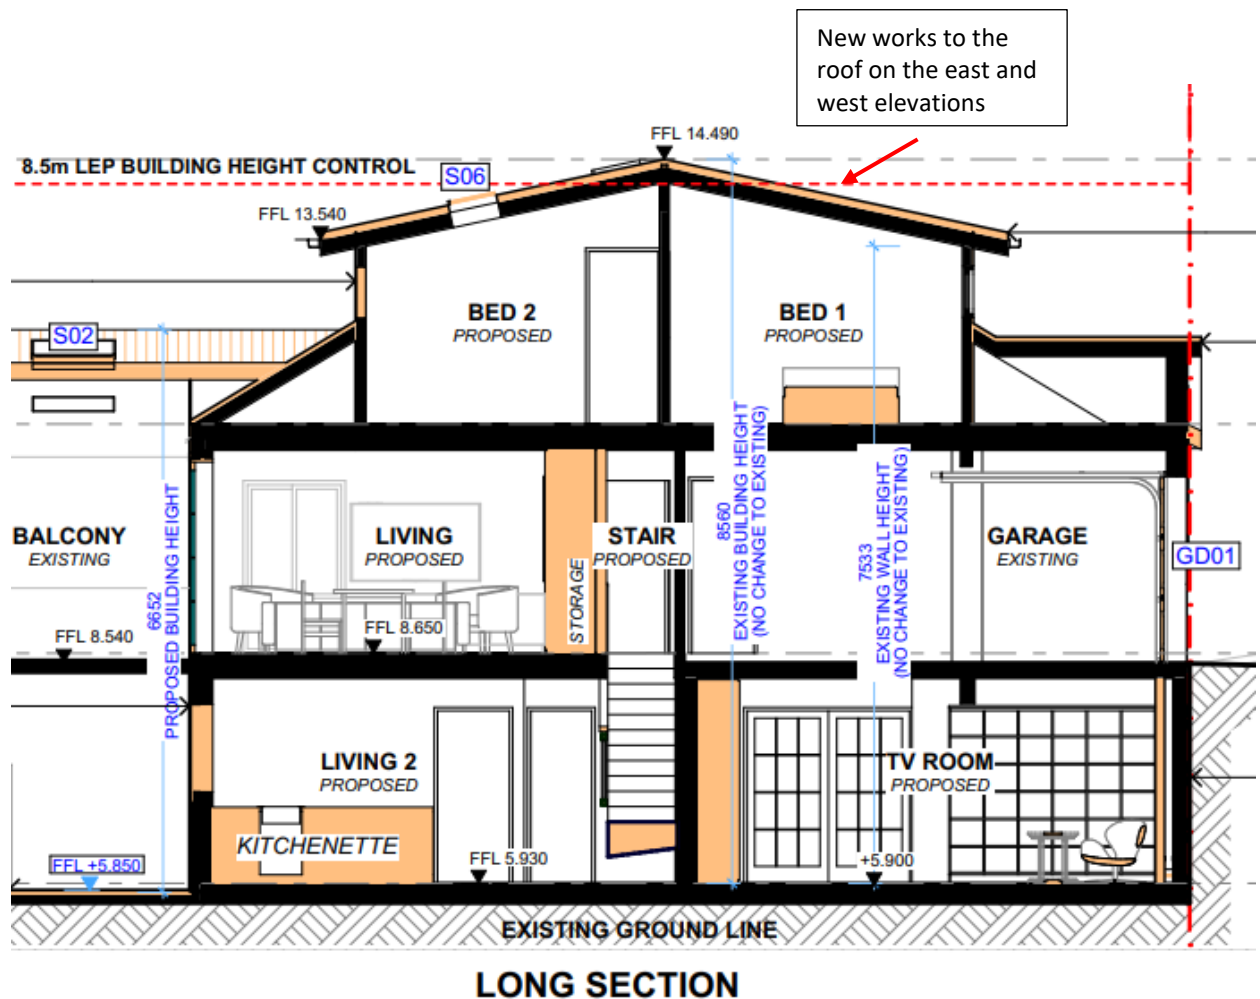 New works to the
roof on the east and
west elevations
FFL 14.490
8.5m LEP BUILDING HEIGHT CONTROL
S06
FFL 13.540
BED 2
PROPOSED
BED 1
PROPOSED
S02
BALCONY
EXISTING
6652
PROPOSED BUILDING HEIGHT
LIVING
PROPOSED
STORAGE
STAIR
PROPOSED
8560
EXISTING BUILDING HEIGHT
(NO CHANGE TO EXISTING)
7533
EXISTING WALL HEIGHT
(NO CHANGE TO EXISTING)
GARAGE
EXISTING
GD01
FFL 8.540
FFL 8.650
LIVING 2
PROPOSED
TV ROOM
PROPOSED
KITCHENETTE
FFL +5.850
FFL 5.930
+5.900
EXISTING GROUND LINE
LONG SECTION